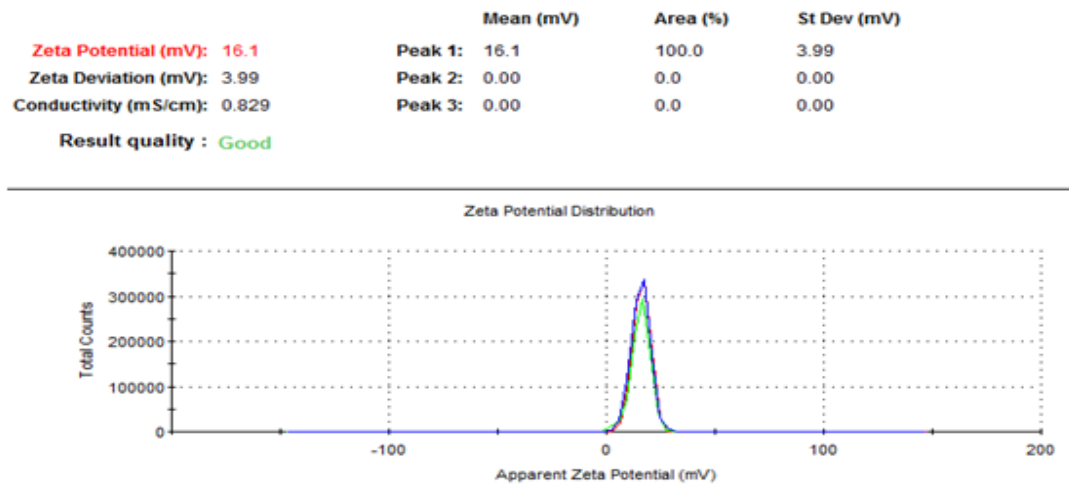 Mean (mV) Area (%) St Dev (mV)
Zeta Potential (mV): 16.1 Peak 1: 16.1 100.0 3.99
Zeta Deviation (mV): 3.99 Peak 2: 0.00 0.0 0.00
Conductivity (mS/cm): 0.829 Peak 3: 0.00 0.0 0.00
Result quality : Good
Zeta Potential Distribution
400000
300000
200000
100000
0
Total Counts
-100 0 100 200
Apparent Zeta Potential (mV)